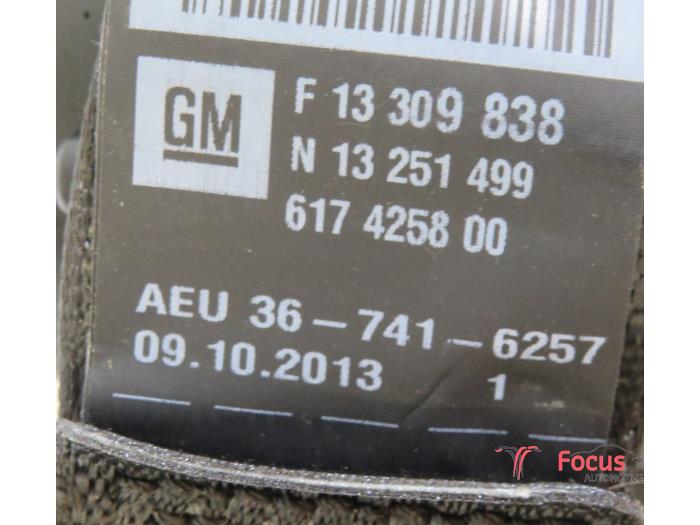 GM
F 13 309 838
N 13 251 499
617 4258 00
AEU 36-741-6257
09.10.2013 1
Focus
AUTOMOTIVE